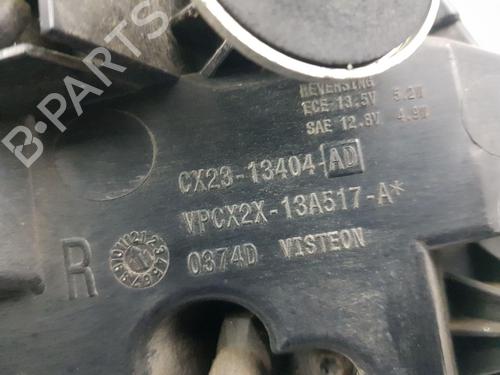 B-PARTS
REVERSING
ECE 13.5V 5.2W
SAE 12.8V 4.9W
CX23-13404-AD
VPCX2X-13A517-A*
R 0374D VISTEON